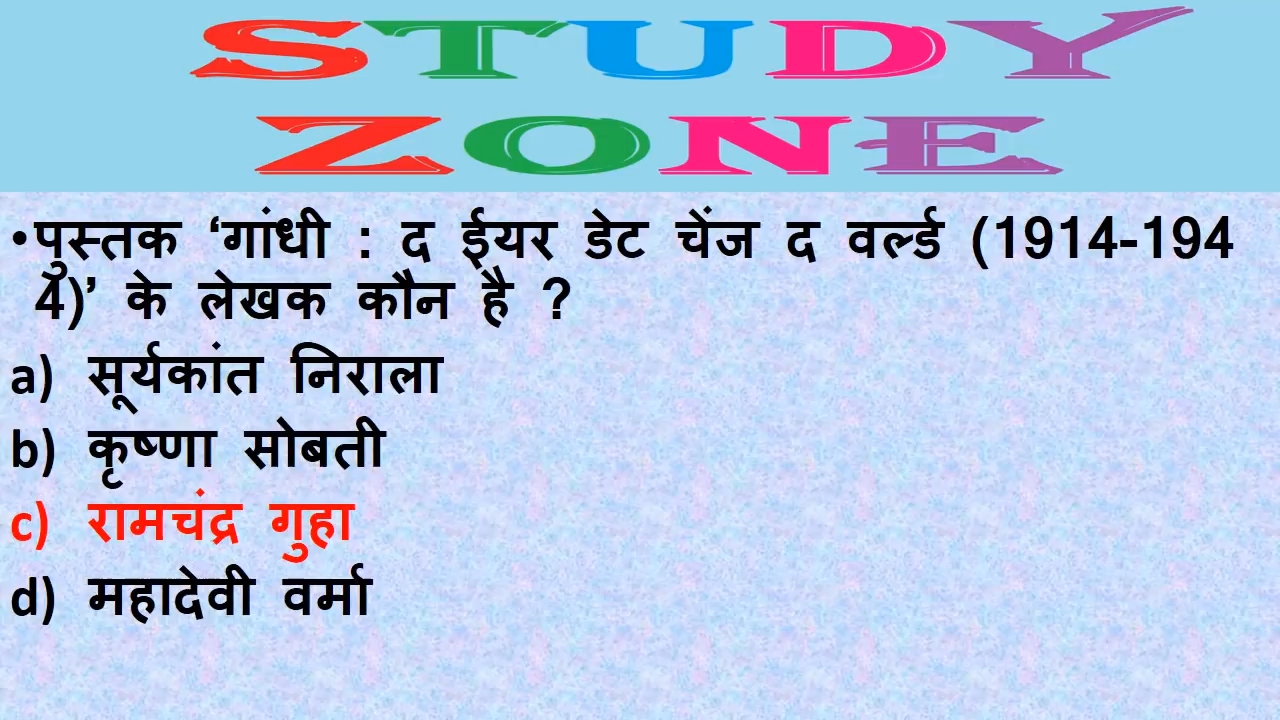 STUDY
ZONE
•पुस्तक ‘गांधी : द ईयर डेट चेंज द वर्ल्ड (1914-194
4)’ के लेखक कौन है ?
a) सूर्यकांत निराला
b) कृष्णा सोबती
c) रामचंद्र गुहा
d) महादेवी वर्मा